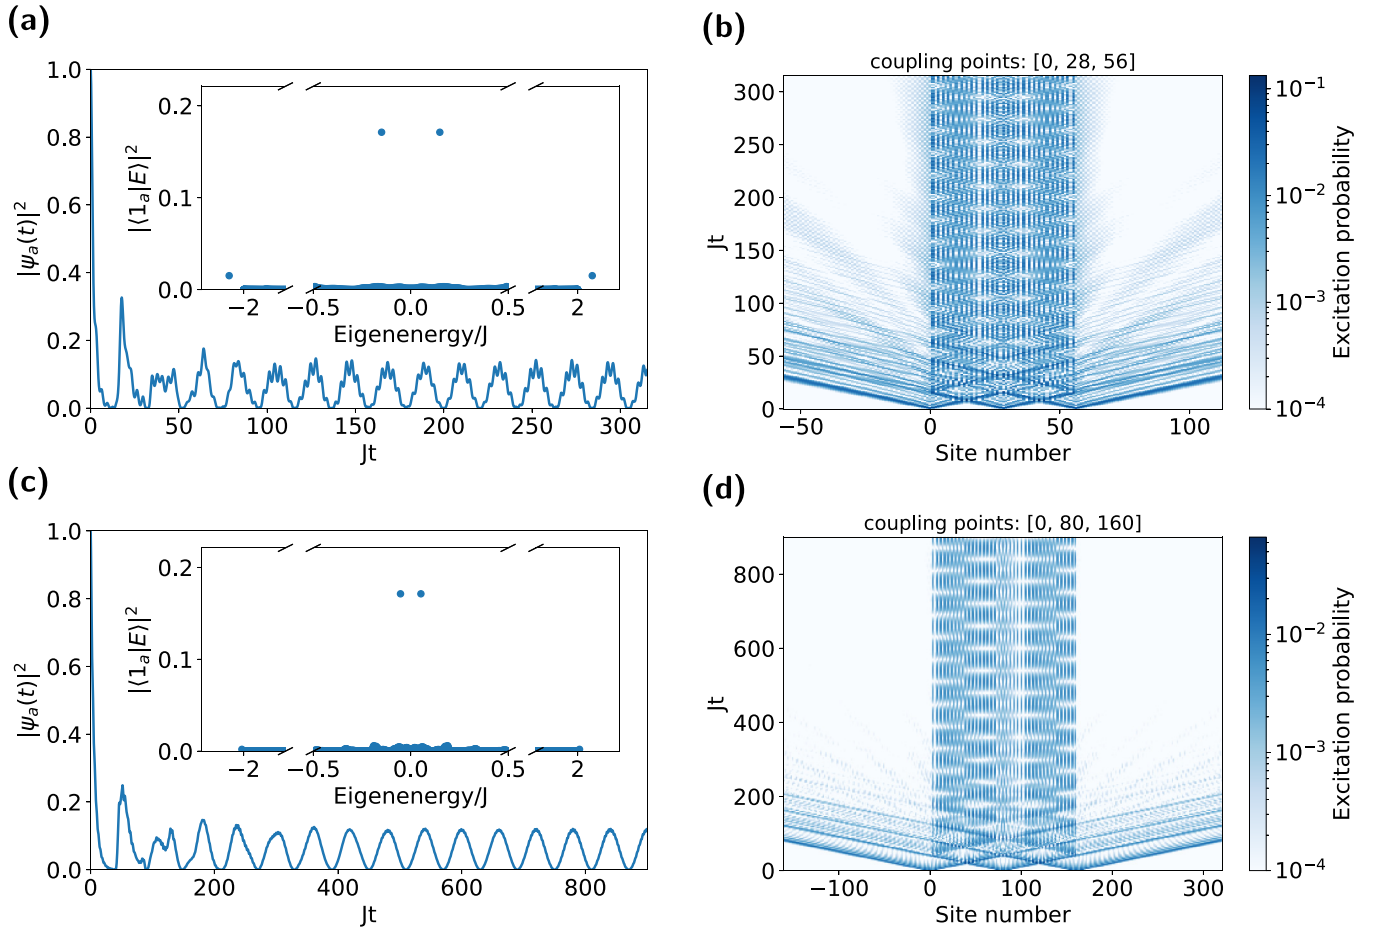 (a)
1.0
0.8
0.6
0.4
0.2
0.0
|ψₐ(t)|²
0 50 100 150 200 250 300
Jt
0.2
0.1
0.0
|⟨1ₐ|E⟩|²
−2 −0.5 0.0 0.5 2
Eigenenergy/J
(b)
coupling points: [0, 28, 56]
300
250
200
150
100
50
0
Jt
−50 0 50 100
Site number
10⁻¹
10⁻²
10⁻³
10⁻⁴
Excitation probability
(c)
1.0
0.8
0.6
0.4
0.2
0.0
|ψₐ(t)|²
0 200 400 600 800
Jt
0.2
0.1
0.0
|⟨1ₐ|E⟩|²
−2 −0.5 0.0 0.5 2
Eigenenergy/J
(d)
coupling points: [0, 80, 160]
800
600
400
200
0
Jt
−100 0 100 200 300
Site number
10⁻²
10⁻³
10⁻⁴
Excitation probability